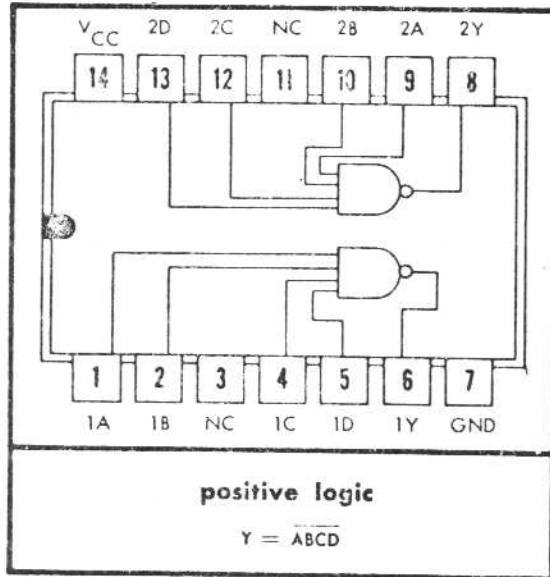 VCC 2D 2C NC 2B 2A 2Y
14 13 12 11 10 9 8
1 2 3 4 5 6 7
1A 1B NC 1C 1D 1Y GND
positive logic
Y = \overline{ABCD}